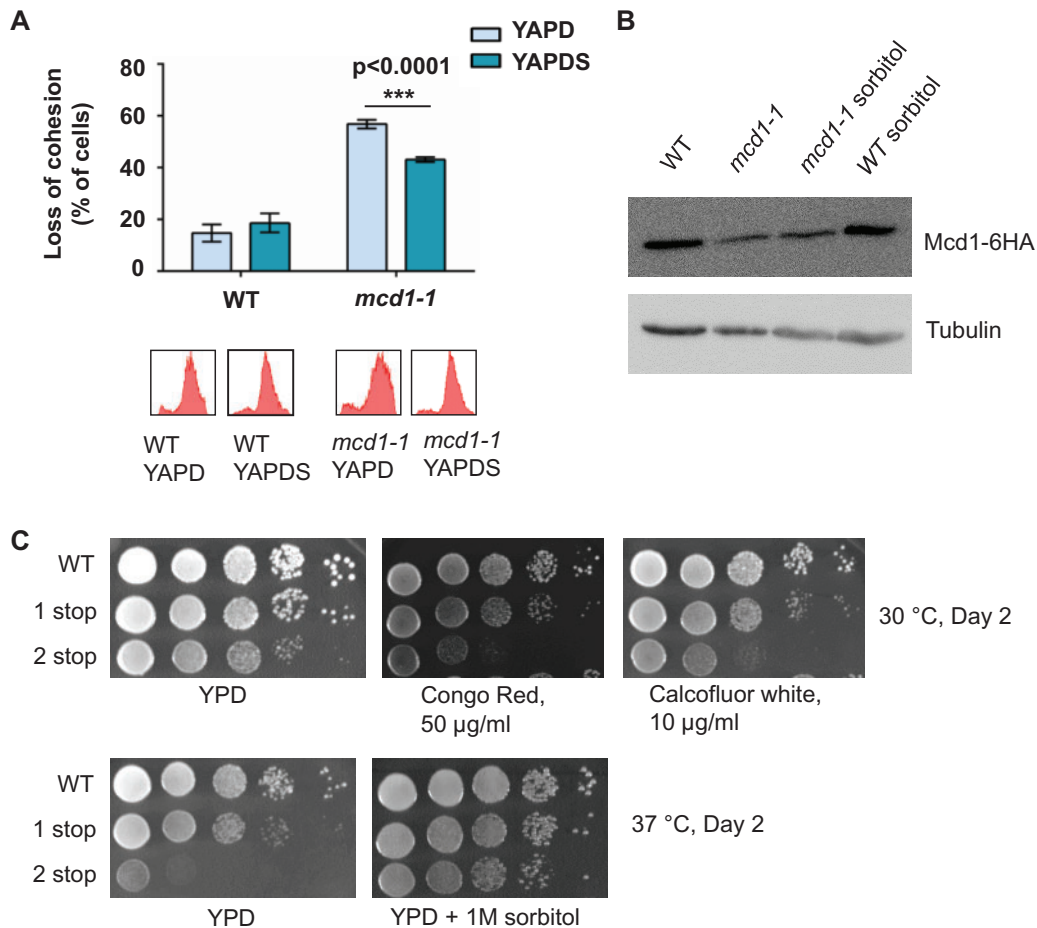 A
YAPD
YAPDS
p<0.0001
***
Loss of cohesion
(% of cells)
80
60
40
20
0
WT
mcd1-1
WT
YAPD
WT
YAPDS
mcd1-1
YAPD
mcd1-1
YAPDS
B
WT
mcd1-1
mcd1-1 sorbitol
WT sorbitol
Mcd1-6HA
Tubulin
C
WT
1 stop
2 stop
YPD
Congo Red,
50 µg/ml
Calcofluor white,
10 µg/ml
30 °C, Day 2
WT
1 stop
2 stop
YPD
YPD + 1M sorbitol
37 °C, Day 2